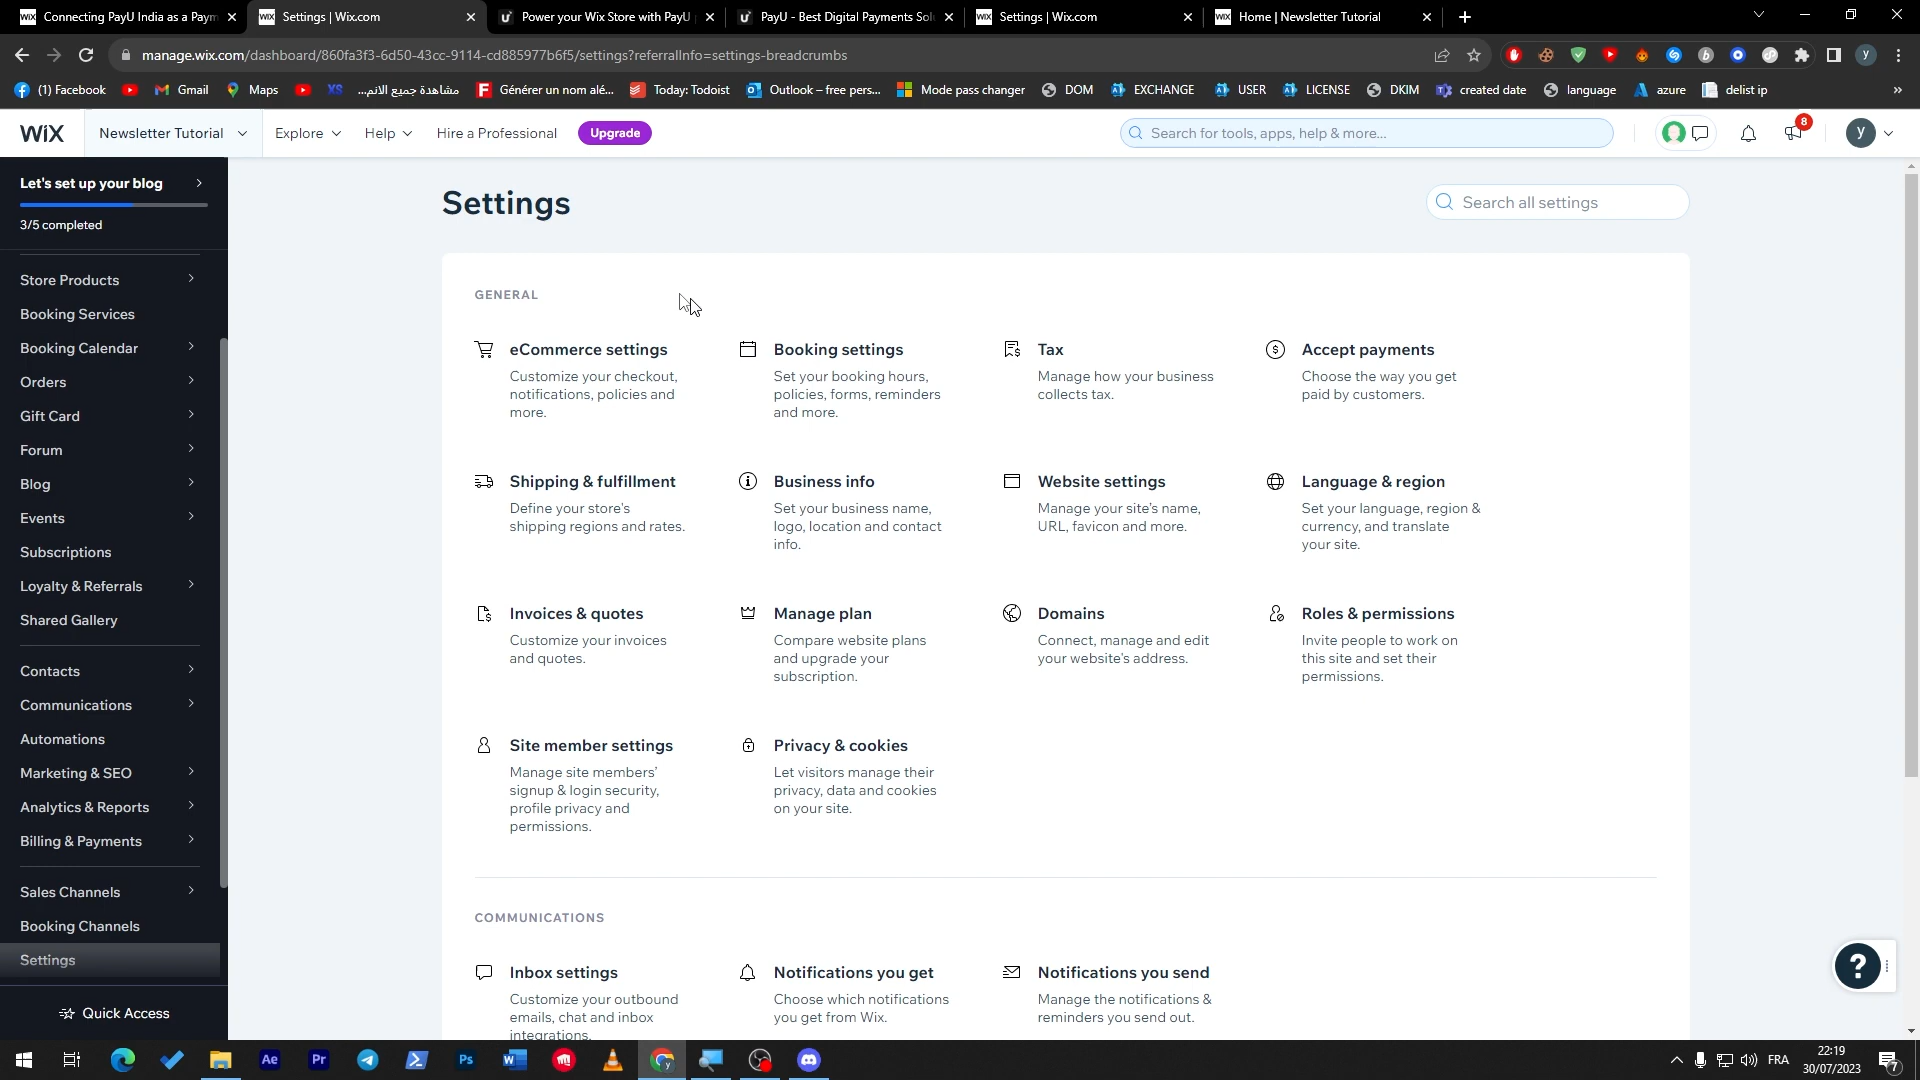 Connecting PayU India as a Paym
Settings | Wix.com
Power your Wix Store with PayU
PayU - Best Digital Payments Sol
Settings | Wix.com
Home | Newsletter Tutorial
manage.wix.com/dashboard/860fa3f3-6d50-43cc-9114-cd885977b6f5/settings?referralInfo=settings-breadcrumbs
(1) Facebook
Gmail
Maps
XS
مشاهدة جميع الانم...
Générer un nom alé...
Today: Todoist
Outlook – free pers...
Mode pass changer
DOM
EXCHANGE
USER
LICENSE
DKIM
created date
language
azure
delist ip
WIX
Newsletter Tutorial
Explore
Help
Hire a Professional
Upgrade
Search for tools, apps, help & more...
8
y
Let's set up your blog
3/5 completed
Store Products
Booking Services
Booking Calendar
Orders
Gift Card
Forum
Blog
Events
Subscriptions
Loyalty & Referrals
Shared Gallery
Contacts
Communications
Automations
Marketing & SEO
Analytics & Reports
Billing & Payments
Sales Channels
Booking Channels
Settings
Quick Access
Settings
Search all settings
GENERAL
eCommerce settings
Customize your checkout,
notifications, policies and
more.
Booking settings
Set your booking hours,
policies, forms, reminders
and more.
Tax
Manage how your business
collects tax.
Accept payments
Choose the way you get
paid by customers.
Shipping & fulfillment
Define your store's
shipping regions and rates.
Business info
Set your business name,
logo, location and contact
info.
Website settings
Manage your site's name,
URL, favicon and more.
Language & region
Set your language, region &
currency, and translate
your site.
Invoices & quotes
Customize your invoices
and quotes.
Manage plan
Compare website plans
and upgrade your
subscription.
Domains
Connect, manage and edit
your website's address.
Roles & permissions
Invite people to work on
this site and set their
permissions.
Site member settings
Manage site members'
signup & login security,
profile privacy and
permissions.
Privacy & cookies
Let visitors manage their
privacy, data and cookies
on your site.
COMMUNICATIONS
Inbox settings
Customize your outbound
emails, chat and inbox
integrations.
Notifications you get
Choose which notifications
you get from Wix.
Notifications you send
Manage the notifications &
reminders you send out.
?
Ae
Pr
Ps
FRA
22:19
30/07/2023
7